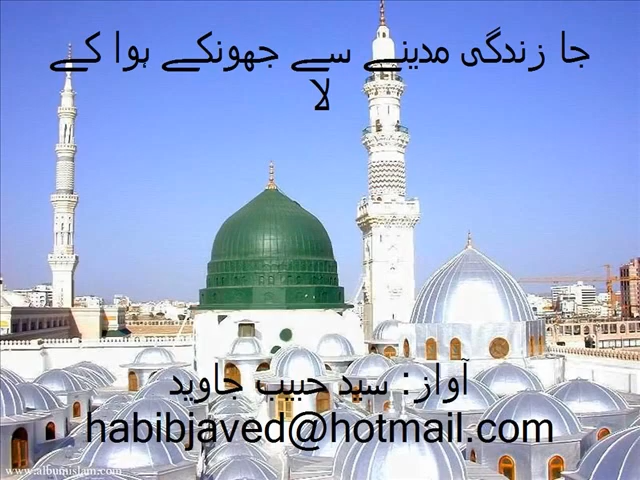 جا زندگی مدینے سے جھونکے ہوا کے
لا
آواز: سید حبیب جاوید
habibjaved@hotmail.com
www.albumislam.com